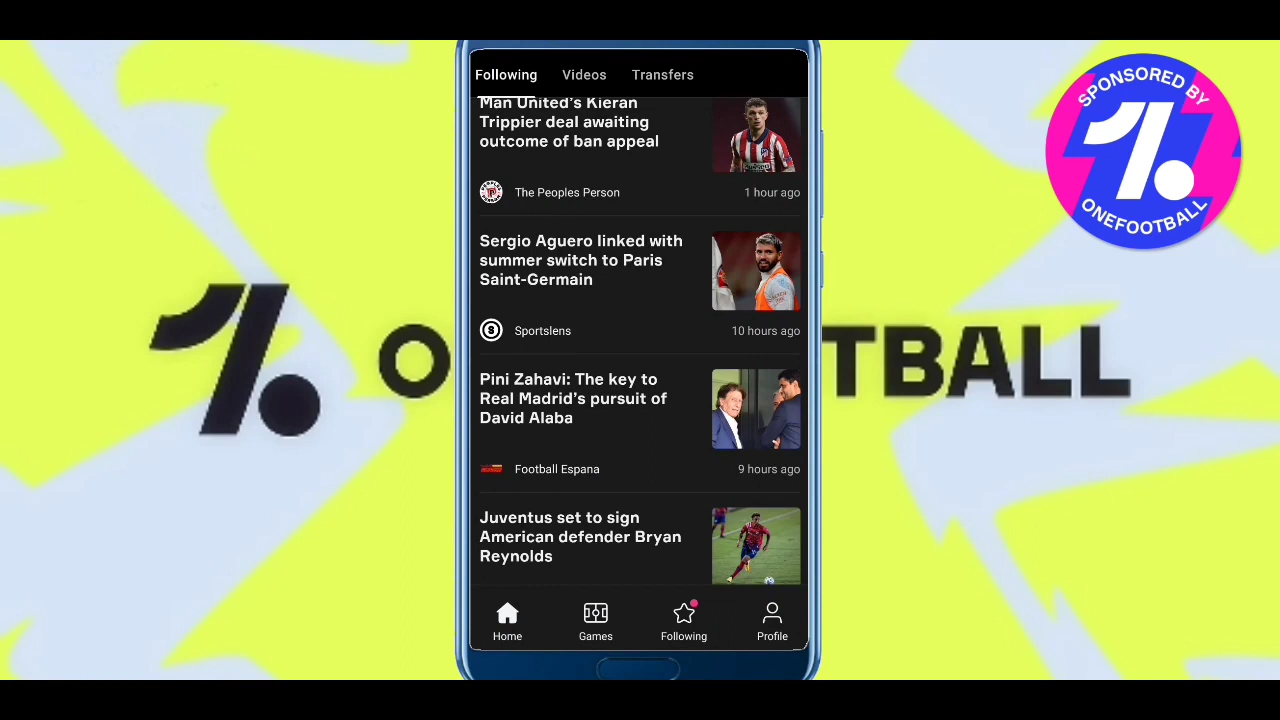 Following Videos Transfers
Man United's Kieran
Trippier deal awaiting
outcome of ban appeal
The Peoples Person 1 hour ago
Sergio Aguero linked with
summer switch to Paris
Saint-Germain
Sportslens 10 hours ago
Pini Zahavi: The key to
Real Madrid's pursuit of
David Alaba
Football Espana 9 hours ago
Juventus set to sign
American defender Bryan
Reynolds
Home Games Following Profile
O TBALL
SPONSORED BY
ONEFOOTBALL